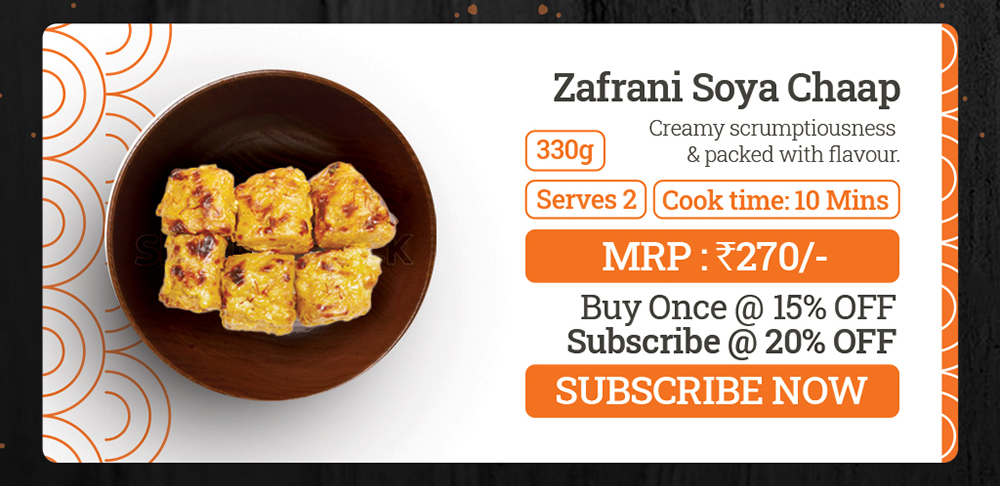 Zafrani Soya Chaap
Creamy scrumptiousness
& packed with flavour.
330g
Serves 2
Cook time: 10 Mins
MRP : ₹270/-
Buy Once @ 15% OFF
Subscribe @ 20% OFF
SUBSCRIBE NOW